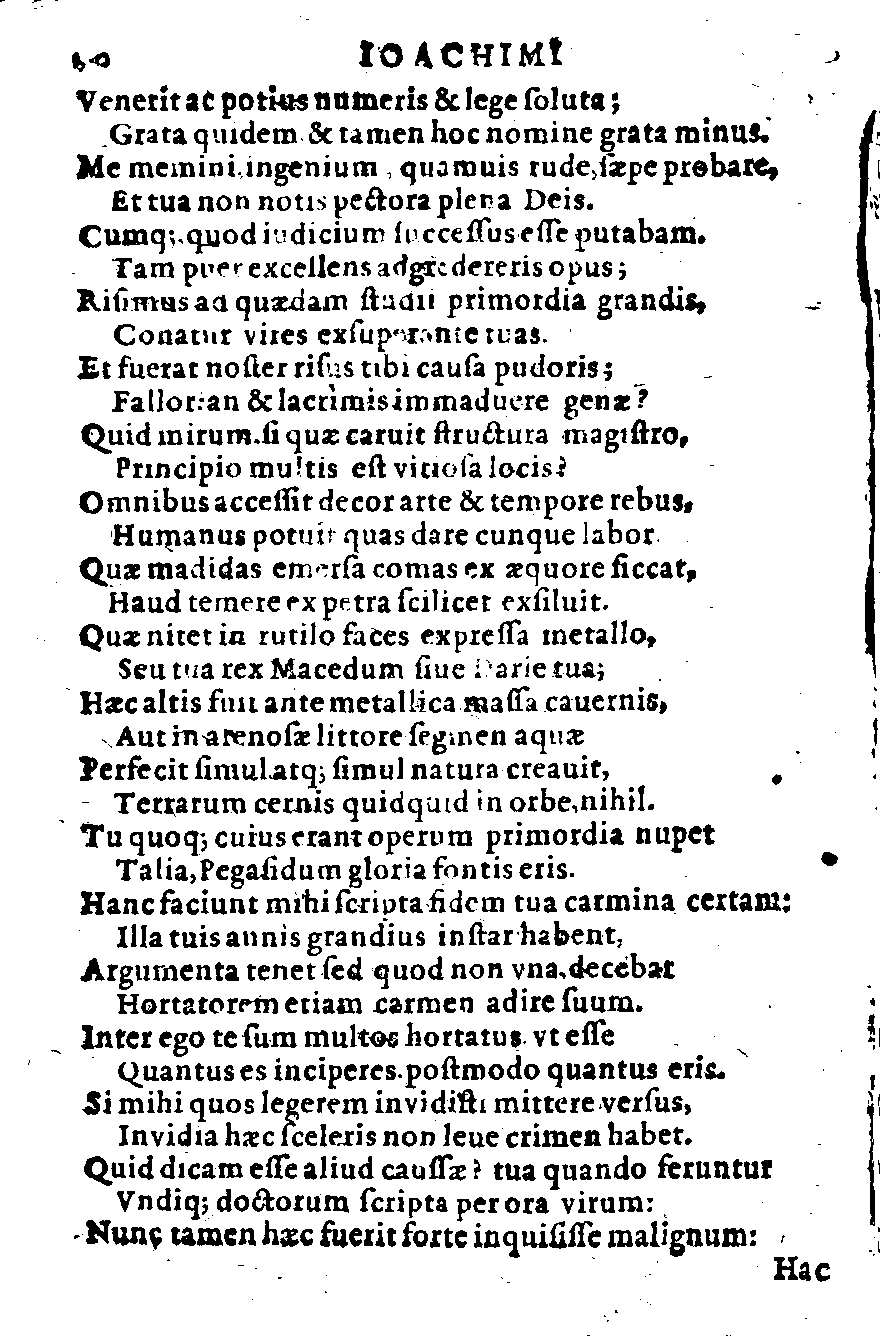 IOACHIMI
Venerit ac potius numeris & lege ſoluta;
Grata quidem & tamen hoc nomine grata minus.
Me memini, ingenium, quamuis rude, ſæpe probare,
Et tua non notis pectora plena Deis.
Cumq; quod iudicium ſucceſſus eſſe putabam.
Tam puer excellens adgredereris opus;
Riſimus ad quædam ſtudii primordia grandis,
Conatur vires exſuperante tuas.
Et fuerat noſter riſus tibi cauſa pudoris;
Fallor: an & lacrimis immaduere genæ?
Quid mirum. ſi quæ caruit ſtructura magiſtro,
Principio multis eſt vitioſa locis?
Omnibus acceſſit decor arte & tempore rebus,
Humanus potuit quas dare cunque labor.
Quæ madidas emerſa comas ex æquore ſiccat,
Haud temere ex petra ſcilicet exſiluit.
Quæ nitet in rutilo faces expreſſa metallo,
Seu tua rex Macedum ſiue Darie tua;
Hæc altis fuit ante metallica maſſa cauernis,
Aut in arenoſæ littore ſegmen aquæ
Perfecit ſimul atq; ſimul natura creauit,
Terrarum cernis quidquid in orbe, nihil.
Tu quoq; cuius erant operum primordia nuper
Talia, Pegaſidum gloria fontis eris.
Hanc faciunt mihi ſcripta fidem tua carmina certam:
Illa tuis annis grandius inſtar habent,
Argumenta tenet ſed quod non vna, decebat
Hortatorem etiam carmen adire ſuum.
Inter ego te ſum multos hortatus vt eſſe
Quantus es inciperes. poſtmodo quantus eris.
Si mihi quos legerem invidiſti mittere verſus,
Invidia hæc ſceleris non leue crimen habet.
Quid dicam eſſe aliud cauſſæ? tua quando feruntur
Vndiq; doctorum ſcripta per ora virum:
Nunc tamen hæc fuerit forte inquiſiſſe malignum:
Hac